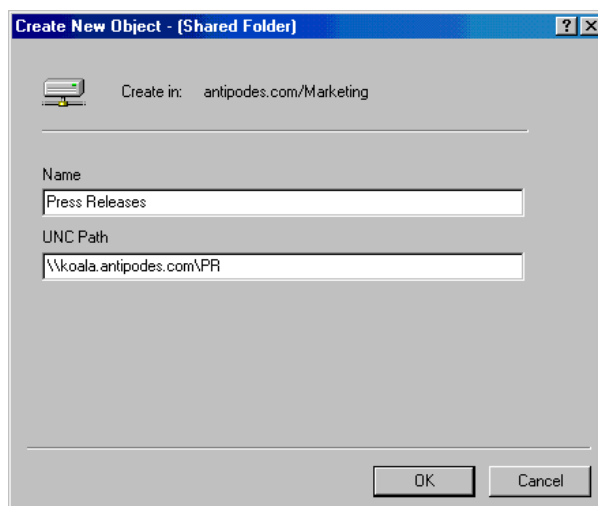 Create New Object - (Shared Folder)
Create in: antipodes.com/Marketing
Name
Press Releases
UNC Path
\\koala.antipodes.com\PR
OK Cancel